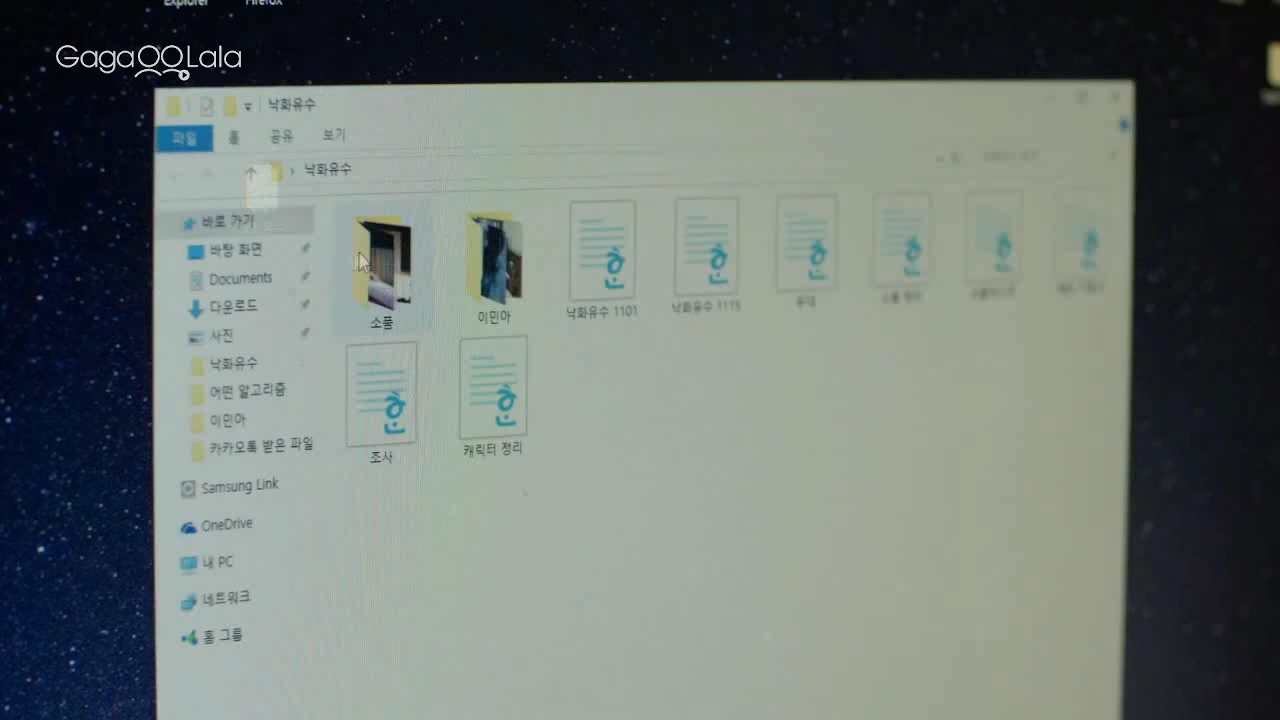 Explorer
Firefox
GagaOOLala
낙화유수
파일 홈 공유 보기
낙화유수
바로 가기
바탕 화면
Documents
다운로드
사진
낙화유수
어떤 알고리즘
이민아
카카오톡 받은 파일
Samsung Link
OneDrive
내 PC
네트워크
홈 그룹
소품
이민아
낙화유수 1101
낙화유수 1115
조사
캐릭터 정리